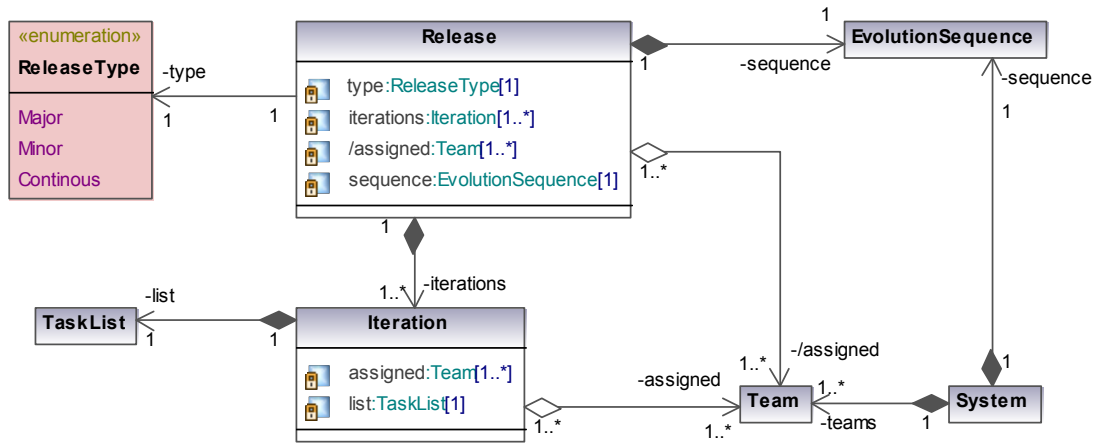 «enumeration»
ReleaseType
Major
Minor
Continous
-type
1
1
Release
type:ReleaseType[1]
iterations:Iteration[1..*]
/assigned:Team[1..*]
sequence:EvolutionSequence[1]
1
1
-sequence
EvolutionSequence
-sequence
1
1..*
1
1..*
-iterations
-list
TaskList
1
1
Iteration
assigned:Team[1..*]
list:TaskList[1]
1..*
-assigned
1..*
1..*
-/assigned
Team
1..*
-teams
1
1
System